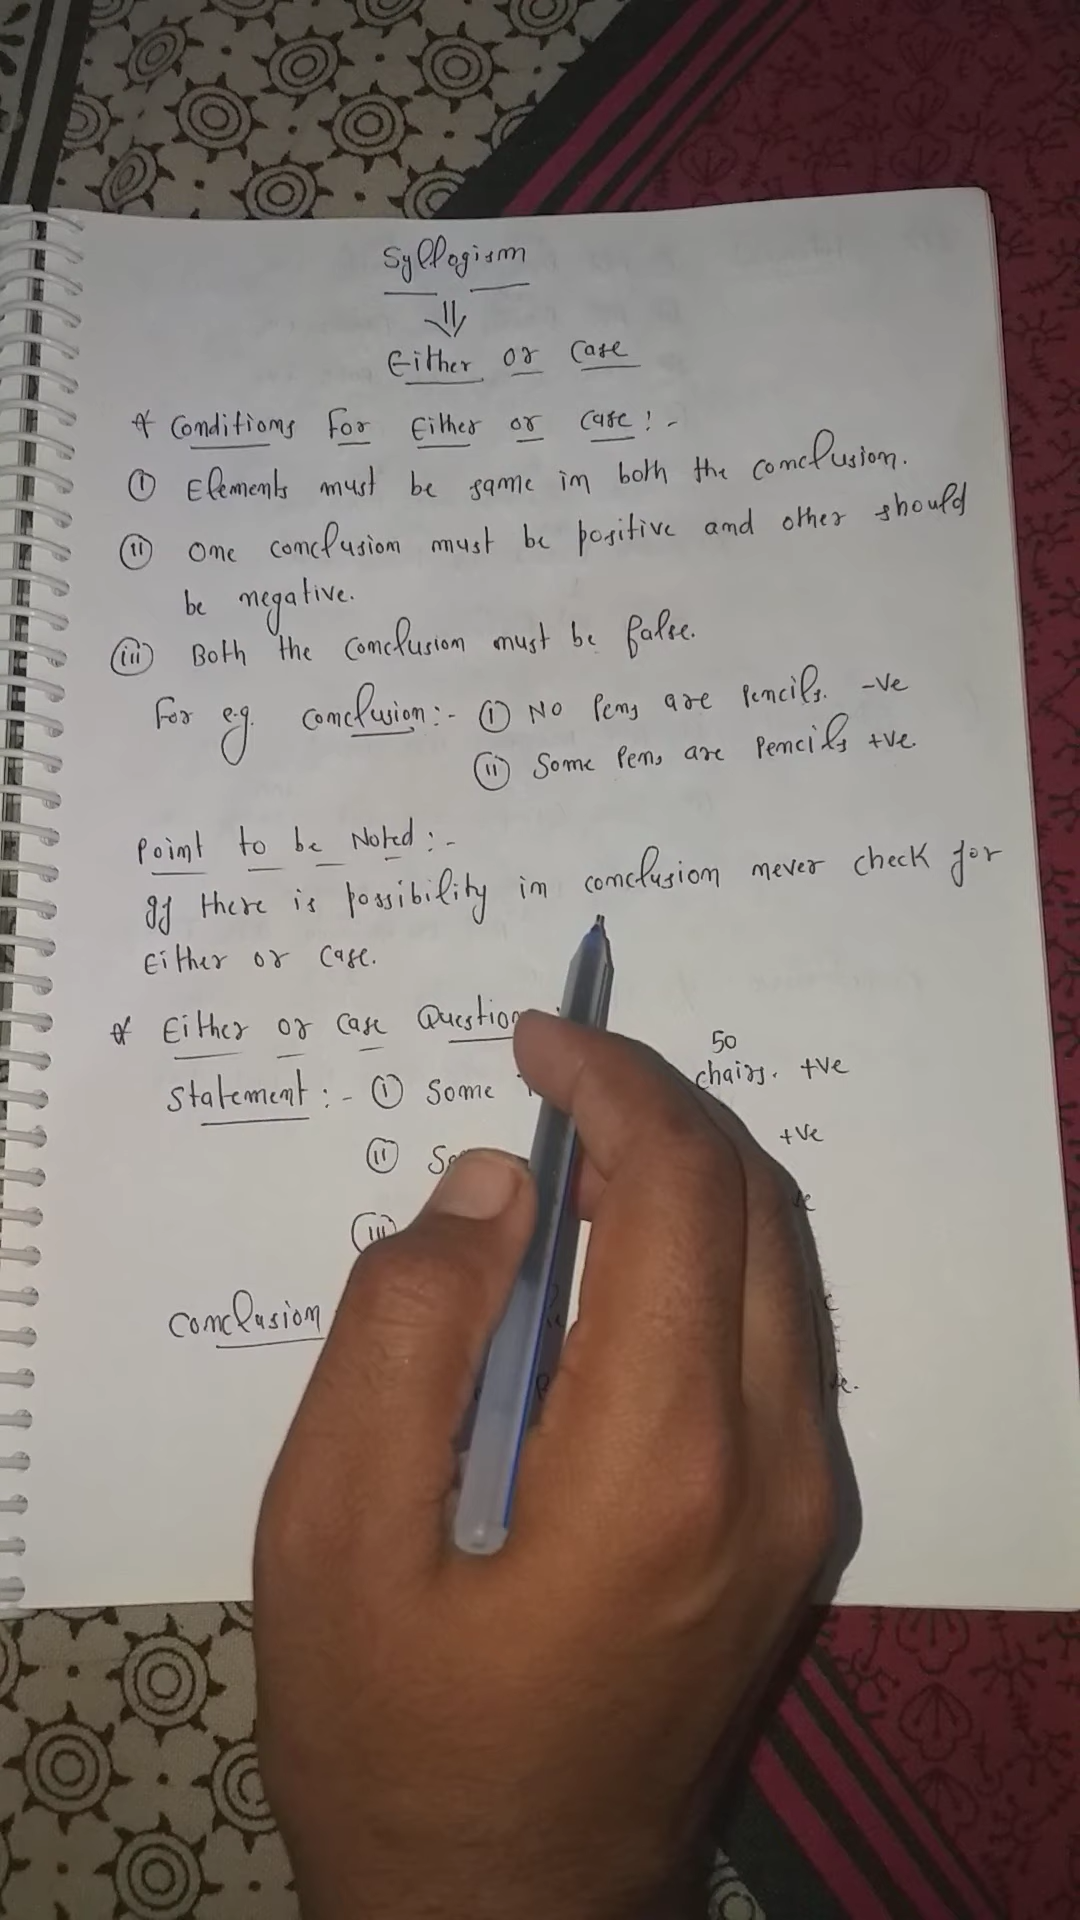 Syllogism
Either or Case
* Conditions For Either or case :-
(i) Elements must be same in both the conclusion.
(ii) One conclusion must be positive and other should
be negative.
(iii) Both the conclusion must be false.
For e.g. conclusion :- (i) No Pens are Pencils. -ve
(ii) Some Pens are Pencils +ve
Point to be Noted :-
If there is possibility in conclusion never check for
Either or Case.
* Either or Case Question
50
Statement :- (i) Some chairs. +ve
(ii) +ve
(iii)
Conclusion